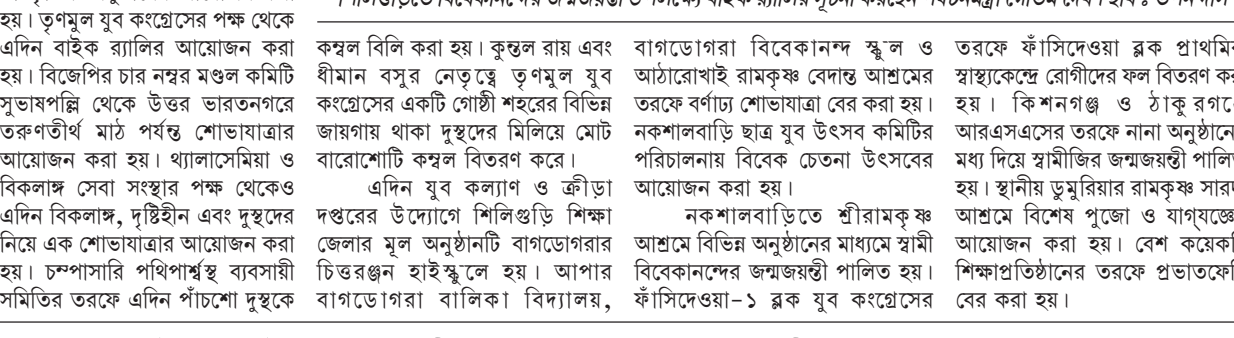 হয়। তৃণমূল যুব কংগ্রেসের পক্ষ থেকে
এদিন বাইক র‍্যালির আয়োজন করা
হয়। বিজেপির চার নম্বর মণ্ডল কমিটি
সুভাষপল্লি থেকে উত্তর ভারতনগরে
তরুণতীর্থ মাঠ পর্যন্ত শোভাযাত্রার
আয়োজন করা হয়। থ্যালাসেমিয়া ও
বিকলাঙ্গ সেবা সংস্থার পক্ষ থেকেও
এদিন বিকলাঙ্গ, দৃষ্টিহীন এবং দুস্থদের
নিয়ে এক শোভাযাত্রার আয়োজন করা
হয়। চম্পাসারি পথিপার্শ্বস্থ ব্যবসায়ী
সমিতির তরফে এদিন পাঁচশো দুস্থকে
কম্বল বিলি করা হয়। কুন্তল রায় এবং
ধীমান বসুর নেতৃত্বে তৃণমূল যুব
কংগ্রেসের একটি গোষ্ঠী শহরের বিভিন্ন
জায়গায় থাকা দুস্থদের মিলিয়ে মোট
বারোশোটি কম্বল বিতরণ করে।
এদিন যুব কল্যাণ ও ক্রীড়া
দপ্তরের উদ্যোগে শিলিগুড়ি শিক্ষা
জেলার মূল অনুষ্ঠানটি বাগডোগরার
চিত্তরঞ্জন হাইস্কুলে হয়। আপার
বাগডোগরা বালিকা বিদ্যালয়,
বাগডোগরা বিবেকানন্দ স্কুল ও
আঠারোখাই রামকৃষ্ণ বেদান্ত আশ্রমের
তরফে বর্ণাঢ্য শোভাযাত্রা বের করা হয়।
নকশালবাড়ি ছাত্র যুব উৎসব কমিটির
পরিচালনায় বিবেক চেতনা উৎসবের
আয়োজন করা হয়।
নকশালবাড়িতে শ্রীরামকৃষ্ণ
আশ্রমে বিভিন্ন অনুষ্ঠানের মাধ্যমে স্বামী
বিবেকানন্দের জন্মজয়ন্তী পালিত হয়।
ফাঁসিদেওয়া-১ ব্লক যুব কংগ্রেসের
তরফে ফাঁসিদেওয়া ব্লক প্রাথমিক
স্বাস্থ্যকেন্দ্রে রোগীদের ফল বিতরণ কর
হয়। কিশনগঞ্জ ও ঠাকুরগ
আরএসএসের তরফে নানা অনুষ্ঠানে
মধ্য দিয়ে স্বামীজির জন্মজয়ন্তী পালিত
হয়। স্থানীয় ডুমুরিয়ার রামকৃষ্ণ সারদ
আশ্রমে বিশেষ পুজো ও যাগযজ্ঞে
আয়োজন করা হয়। বেশ কয়েকটি
শিক্ষাপ্রতিষ্ঠানের তরফে প্রভাতফেরি
বের করা হয়।